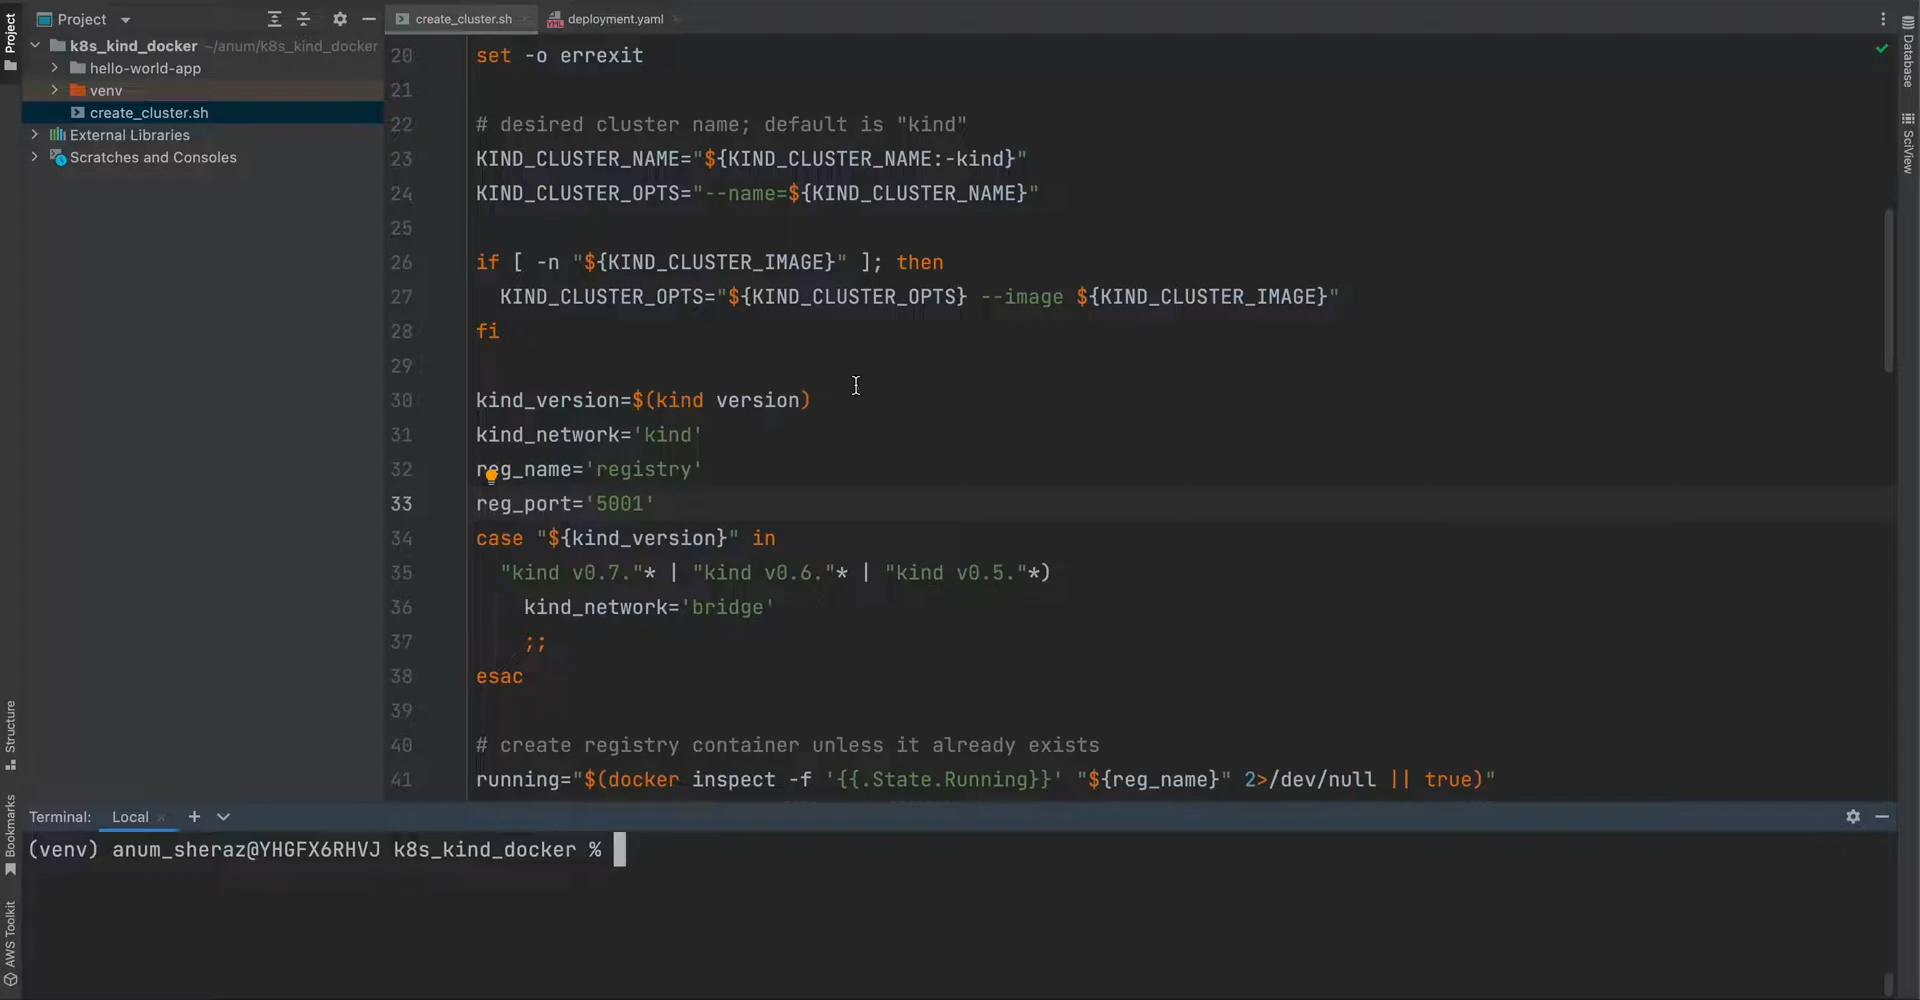 Project
create_cluster.sh
deployment.yaml
k8s_kind_docker ~/anum/k8s_kind_docker
hello-world-app
venv
create_cluster.sh
External Libraries
Scratches and Consoles
20 set -o errexit
21
22 # desired cluster name; default is "kind"
23 KIND_CLUSTER_NAME="${KIND_CLUSTER_NAME:-kind}"
24 KIND_CLUSTER_OPTS="--name=${KIND_CLUSTER_NAME}"
25
26 if [ -n "${KIND_CLUSTER_IMAGE}" ]; then
27 KIND_CLUSTER_OPTS="${KIND_CLUSTER_OPTS} --image ${KIND_CLUSTER_IMAGE}"
28 fi
29
30 kind_version=$(kind version)
31 kind_network='kind'
32 reg_name='registry'
33 reg_port='5001'
34 case "${kind_version}" in
35 "kind v0.7."* | "kind v0.6."* | "kind v0.5."*)
36 kind_network='bridge'
37 ;;
38 esac
39
40 # create registry container unless it already exists
41 running="$(docker inspect -f '{{.State.Running}}' "${reg_name}" 2>/dev/null || true)"
Terminal: Local
(venv) anum_sheraz@YHGFX6RHVJ k8s_kind_docker %
Project
Structure
Bookmarks
AWS Toolkit
Database
SciView